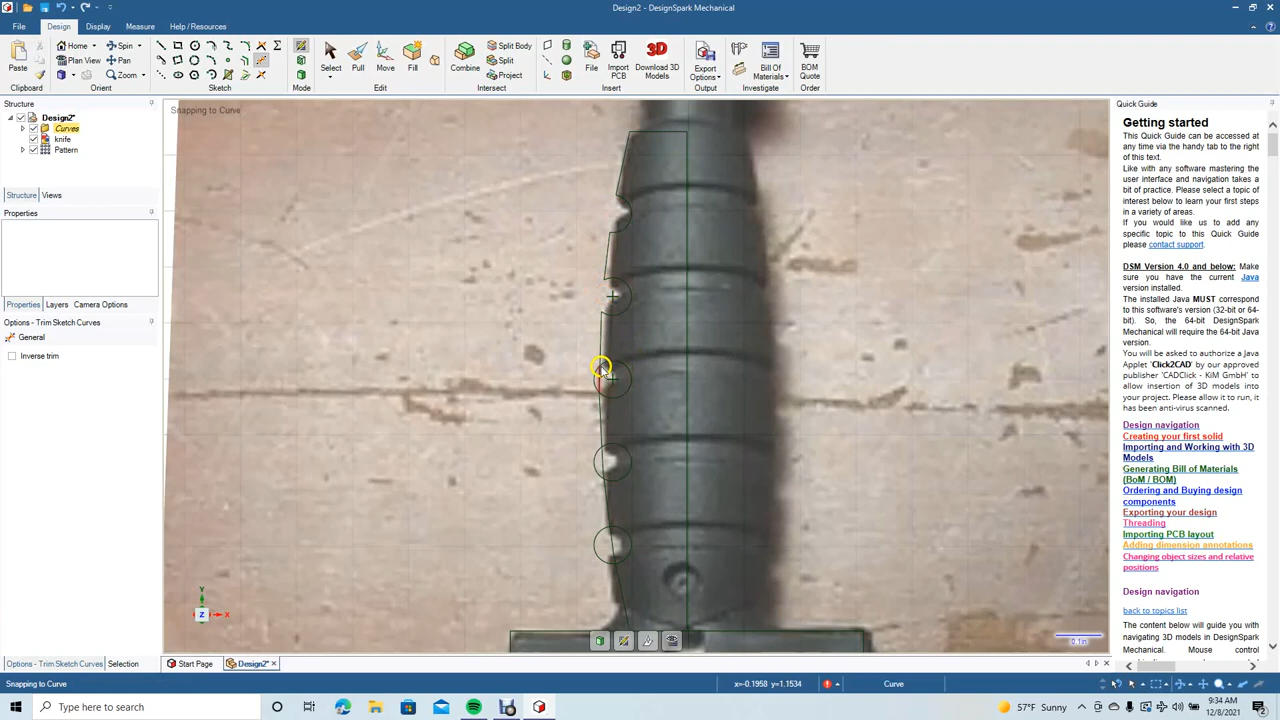 Design2 - DesignSpark Mechanical
File Design Display Measure Help / Resources
Paste Home Plan View Spin Pan Zoom Select Pull Move Fill Combine Split Body Split Project File Import PCB Download 3D Models Export Options Bill Of Materials BOM Quote
Clipboard Orient Sketch Mode Edit Intersect Insert Output Investigate Order
Structure
Design2*
Curves
knife
Pattern
Structure Views
Properties
Properties Layers Camera Options
Options - Trim Sketch Curves
General
Inverse trim
Options - Trim Sketch Curves Selection
Snapping to Curve
Y
Z X
0.1in
Start Page Design2*
Quick Guide
Getting started
This Quick Guide can be accessed at
any time via the handy tab to the right
of this text.
Like with any software mastering the
user interface and navigation takes a
bit of practice. Please select a topic of
interest below to learn your first steps
in a variety of areas.
If you would like us to add any
specific topic to this Quick Guide
please contact support.
DSM Version 4.0 and below: Make
sure you have the current Java
version installed.
The installed Java MUST correspond
to this software's version (32-bit or 64-
bit). So, the 64-bit DesignSpark
Mechanical will require the 64-bit Java
version.
You will be asked to authorize a Java
Applet 'Click2CAD' by our approved
publisher 'CADClick - KiM GmbH' to
allow insertion of 3D models into
your project. Please allow it to run, it
has been anti-virus scanned.
Design navigation
Creating your first solid
Importing and Working with 3D
Models
Generating Bill of Materials
(BoM / BOM)
Ordering and Buying design
components
Exporting your design
Threading
Importing PCB layout
Adding dimension annotations
Changing object sizes and relative
positions
Design navigation
back to topics list
The content below will guide you with
navigating 3D models in DesignSpark
Mechanical. Mouse control
Snapping to Curve x=-0.1958 y=1.1534 Curve
Type here to search 57°F Sunny 9:34 AM
12/8/2021